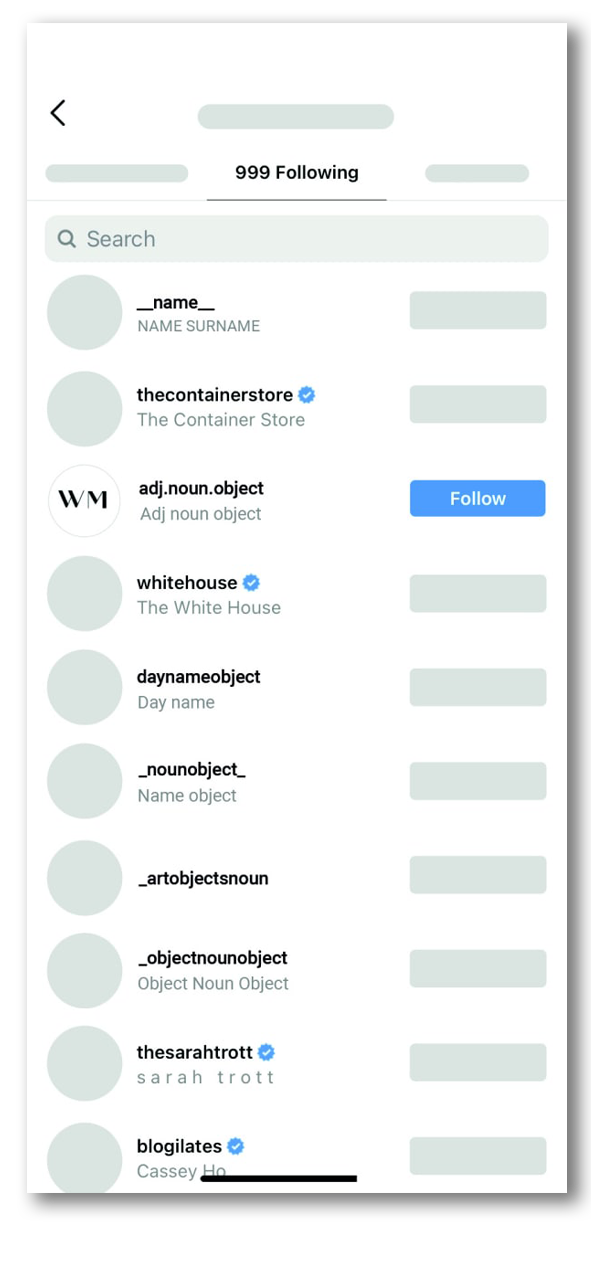 999 Following
Search
__name__
NAME SURNAME
thecontainerstore
The Container Store
WM
adj.noun.object
Adj noun object
Follow
whitehouse
The White House
daynameobject
Day name
_nounobject_
Name object
_artobjectsnoun
_objectnounobject
Object Noun Object
thesarahtrott
sarah trott
blogilates
Cassey Ho